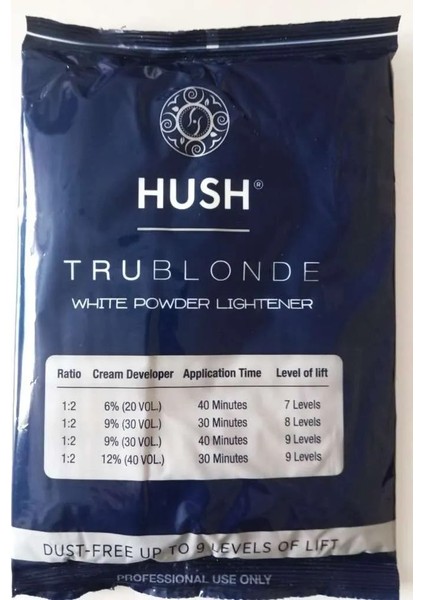 HUSH®
TRUBLONDE
WHITE POWDER LIGHTENER
Ratio Cream Developer Application Time Level of lift
1:2 6% (20 VOL.) 40 Minutes 7 Levels
1:2 9% (30 VOL.) 30 Minutes 8 Levels
1:2 9% (30 VOL.) 40 Minutes 9 Levels
1:2 12% (40 VOL.) 30 Minutes 9 Levels
DUST-FREE UP TO 9 LEVELS OF LIFT
PROFESSIONAL USE ONLY